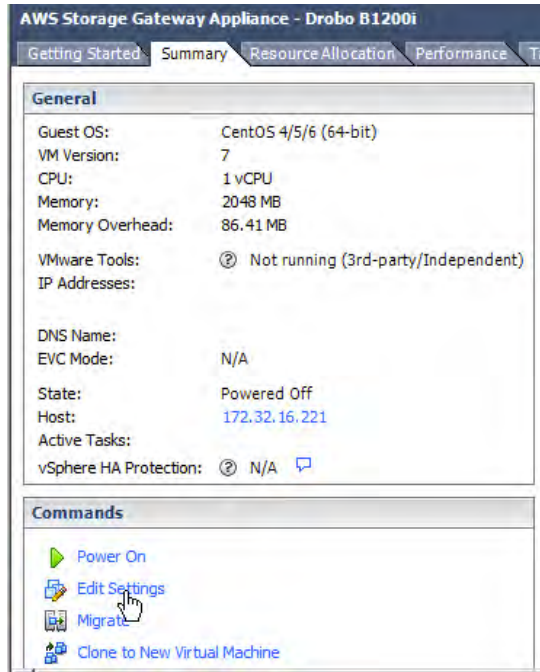 AWS Storage Gateway Appliance - Drobo B1200i
Getting Started Summary Resource Allocation Performance
General
Guest OS: CentOS 4/5/6 (64-bit)
VM Version: 7
CPU: 1 vCPU
Memory: 2048 MB
Memory Overhead: 86.41 MB
VMware Tools: Not running (3rd-party/Independent)
IP Addresses:
DNS Name:
EVC Mode: N/A
State: Powered Off
Host: 172.32.16.221
Active Tasks:
vSphere HA Protection: N/A
Commands
Power On
Edit Settings
Migrate
Clone to New Virtual Machine